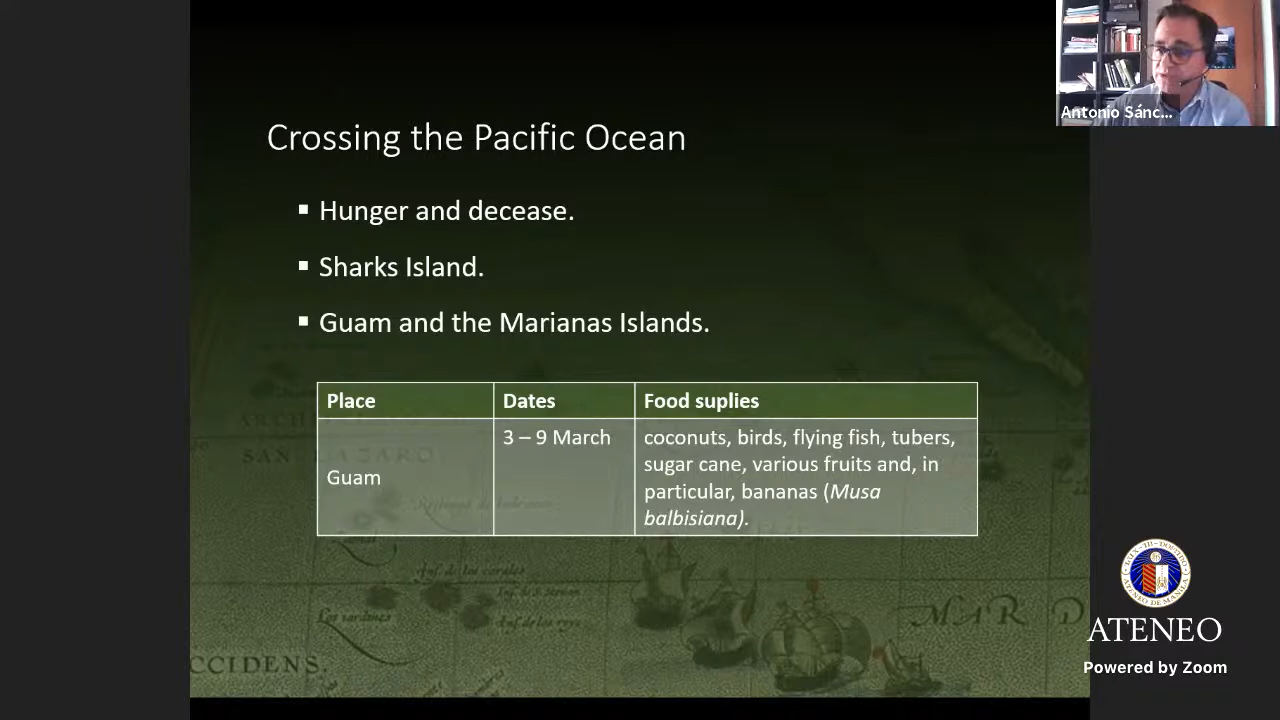 Antonio Sánc...
Crossing the Pacific Ocean
▪ Hunger and decease.
▪ Sharks Island.
▪ Guam and the Marianas Islands.
Place Dates Food suplies
Guam
3 – 9 March
coconuts, birds, flying fish, tubers,
sugar cane, various fruits and, in
particular, bananas (Musa
balbisiana).
MAR D
CCIDENS.
ATENEO
Powered by Zoom